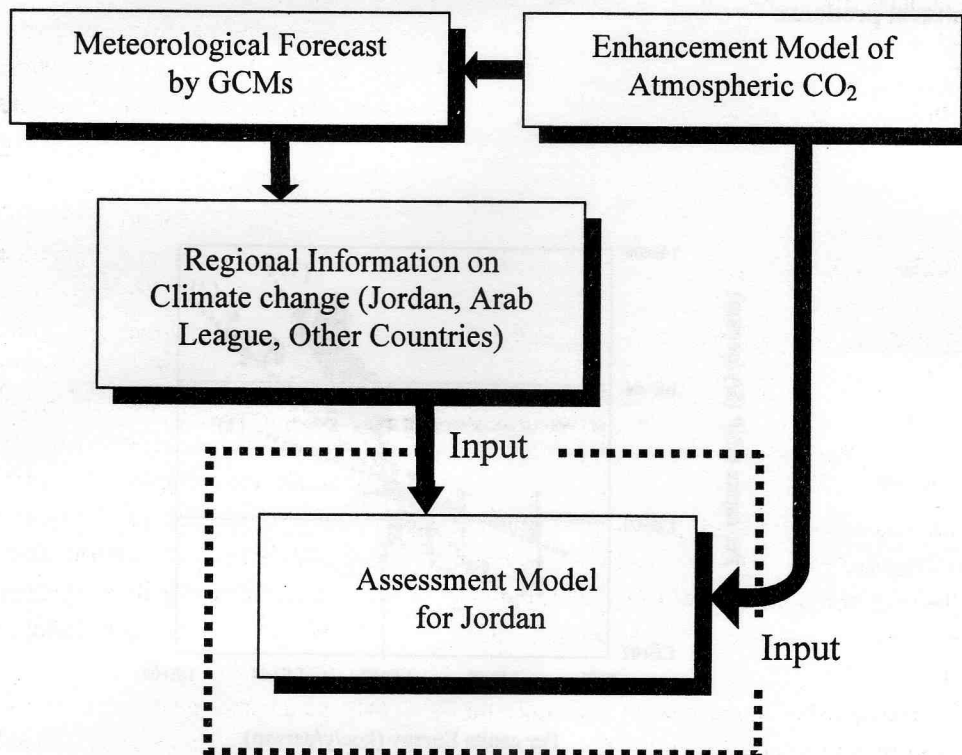 Meteorological Forecast
by GCMs
Enhancement Model of
Atmospheric CO₂
Regional Information on
Climate change (Jordan, Arab
League, Other Countries)
Input
Assessment Model
for Jordan
Input